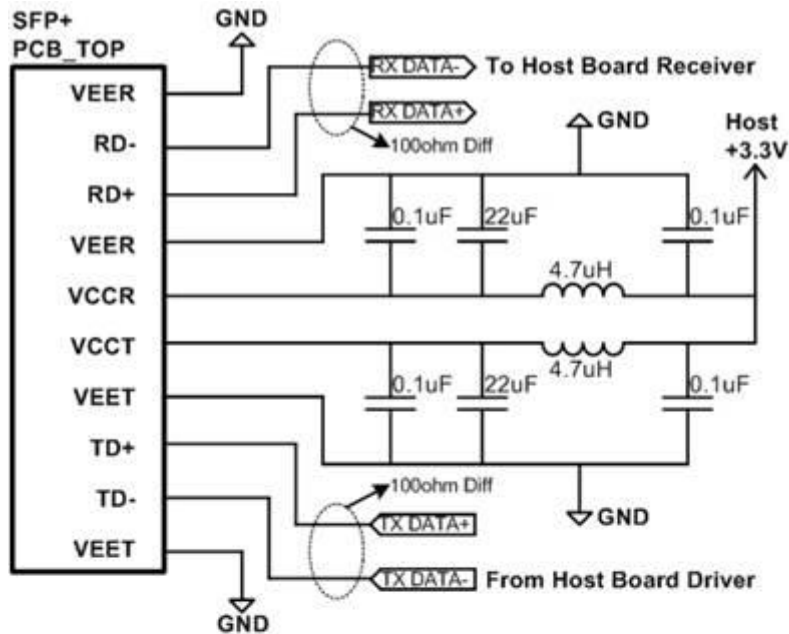 SFP+
PCB_TOP
GND
VEER
RD-
RD+
VEER
VCCR
VCCT
VEET
TD+
TD-
VEET
RX DATA-
To Host Board Receiver
RX DATA+
100ohm Diff
GND
Host
+3.3V
0.1uF
22uF
0.1uF
4.7uH
4.7uH
0.1uF
22uF
0.1uF
100ohm Diff
TX DATA+
GND
TX DATA-
From Host Board Driver
GND